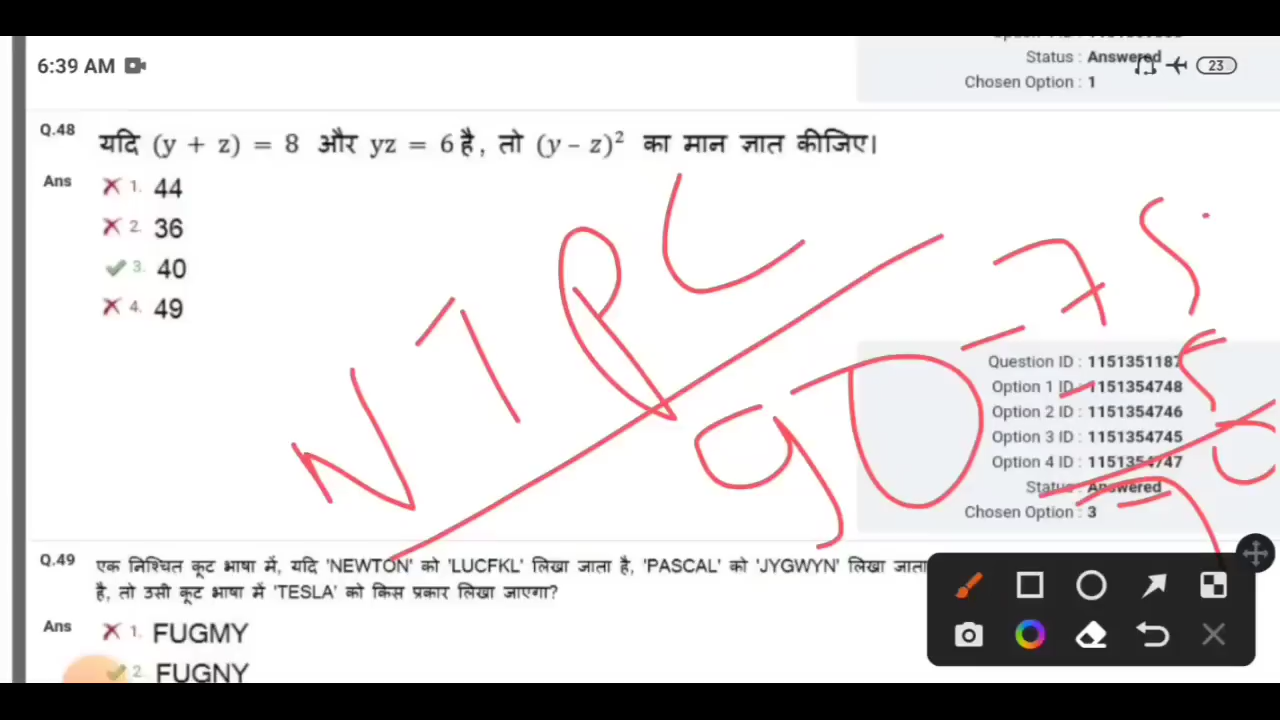 6:39 AM
23
Status : Answered
Chosen Option : 1
Q.48 यदि (y + z) = 8 और yz = 6 है, तो (y – z)² का मान ज्ञात कीजिए।
Ans 1. 44
2. 36
3. 40
4. 49
NTPC
90-75
Question ID : 1151351187
Option 1 ID : 1151354748
Option 2 ID : 1151354746
Option 3 ID : 1151354745
Option 4 ID : 1151354747
Status : Answered
Chosen Option : 3
Q.49 एक निश्चित कूट भाषा में, यदि 'NEWTON' को 'LUCFKL' लिखा जाता है, 'PASCAL' को 'JYGWYN' लिखा जाता
है, तो उसी कूट भाषा में 'TESLA' को किस प्रकार लिखा जाएगा?
Ans 1. FUGMY
2. FUGNY